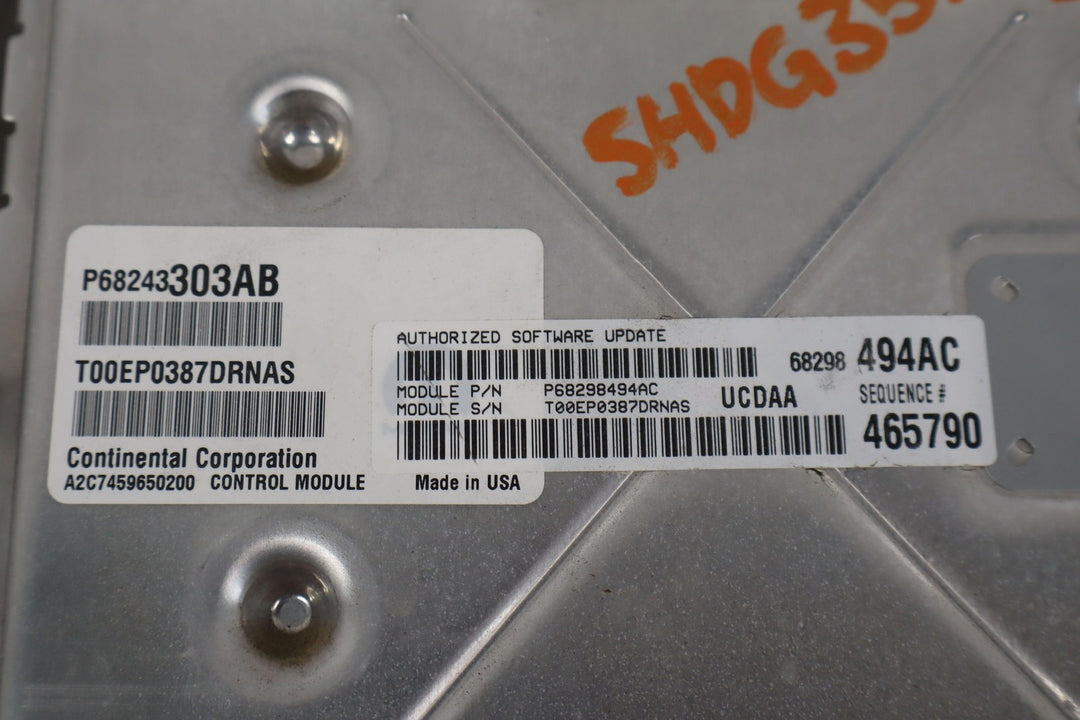 SHDG35
P68243303AB
T00EP0387DRNAS
Continental Corporation
A2C7459650200 CONTROL MODULE Made in USA
AUTHORIZED SOFTWARE UPDATE
68298 494AC
MODULE P/N P68298494AC
MODULE S/N T00EP0387DRNAS
UCDAA
SEQUENCE #
465790